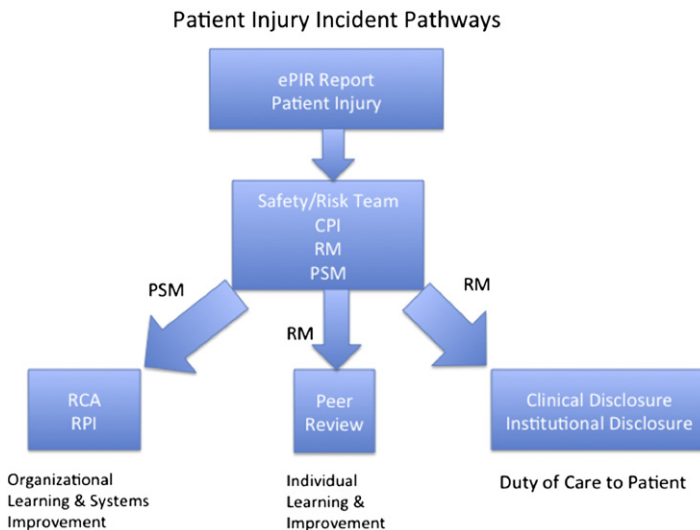 Patient Injury Incident Pathways
ePIR Report
Patient Injury
Safety/Risk Team
CPI
RM
PSM
PSM
RM
RM
RCA
RPI
Peer
Review
Clinical Disclosure
Institutional Disclosure
Organizational
Learning & Systems
Improvement
Individual
Learning &
Improvement
Duty of Care to Patient